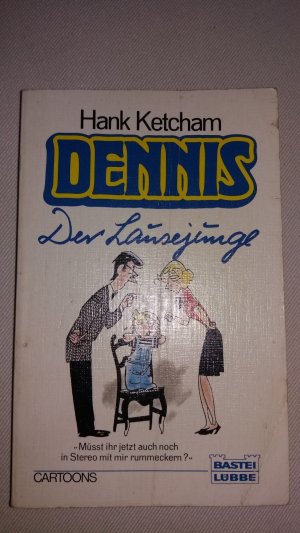 Hank Ketcham
DENNIS
Der Lausejunge
»Müsst ihr jetzt auch noch
in Stereo mit mir rummeckern?«
CARTOONS
BASTEI
LÜBBE